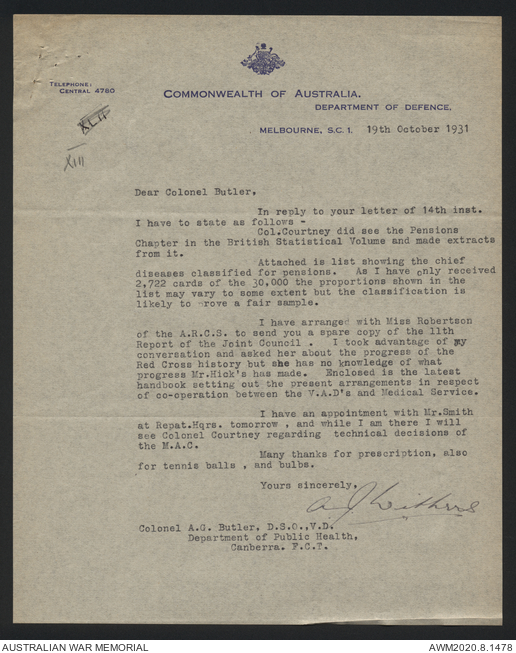 TELEPHONE:
CENTRAL 4780
COMMONWEALTH OF AUSTRALIA.
DEPARTMENT OF DEFENCE,
MELBOURNE, S.C. 1. 19th October 1931
XLII
XIII
Dear Colonel Butler,
In reply to your letter of 14th inst.
I have to state as follows -
Col.Courtney did see the Pensions
Chapter in the British Statistical Volume and made extracts
from it.
Attached is list showing the chief
diseases classified for pensions. As I have only received
2,722 cards of the 30,000 the proportions shown in the
list may vary to some extent but the classification is
likely to prove a fair sample.
I have arranged with Miss Robertson
of the A.R.C.S. to send you a spare copy of the 11th
Report of the Joint Council . I took advantage of my
conversation and asked her about the progress of the
Red Cross history but she has no knowledge of what
progress Mr.Hick's has made. Enclosed is the latest
handbook setting out the present arrangements in respect
of co-operation between the V.A.D's and Medical Service.
I have an appointment with Mr.Smith
at Repat.Hqrs. tomorrow , and while I am there I will
see Colonel Courtney regarding technical decisions of
the M.A.C.
Many thanks for prescription, also
for tennis balls , and bulbs.
Yours sincerely,
A J Withers
Colonel A.G. Butler, D.S.O.,V.D.
Department of Public Health,
Canberra. F.C.T.
AUSTRALIAN WAR MEMORIAL
AWM2020.8.1478